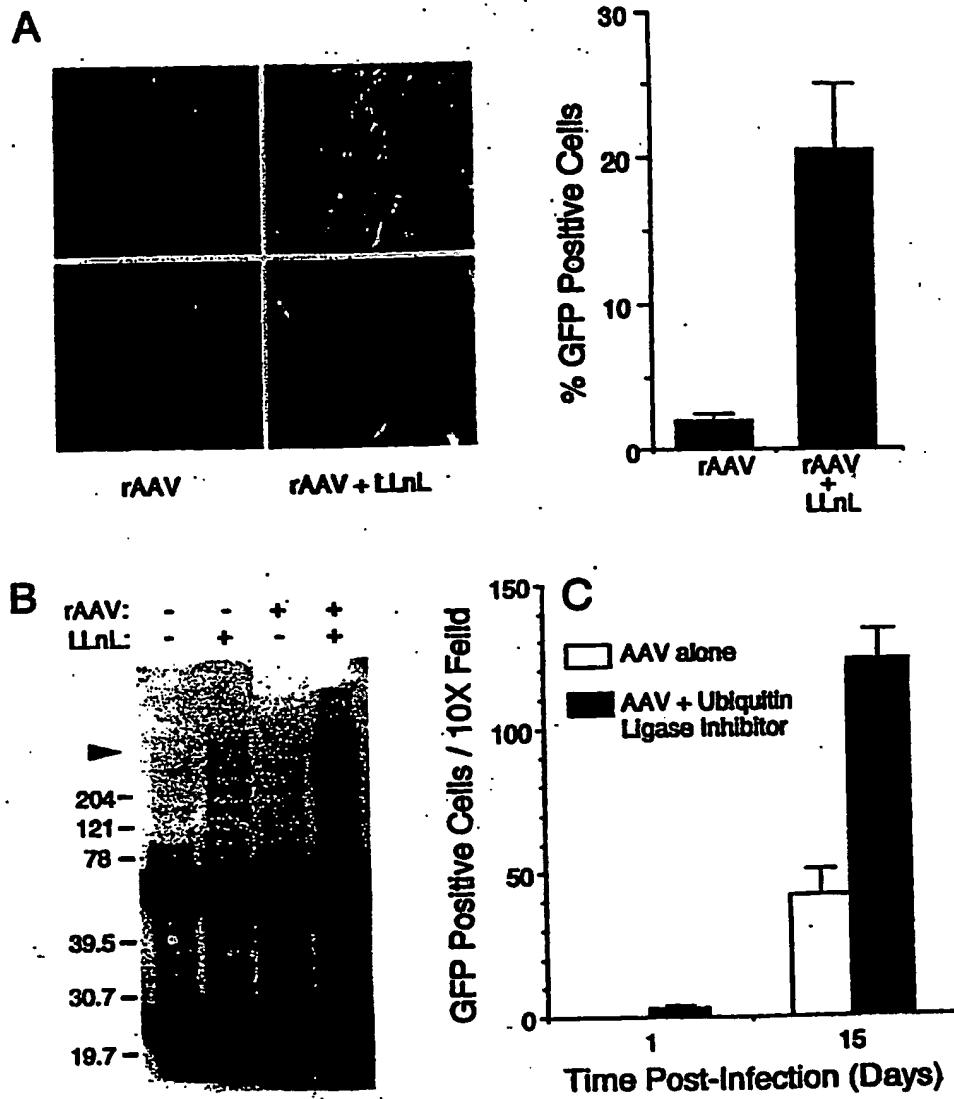 A
30
20
10
0
% GFP Positive Cells
rAAV
rAAV + LLnL
rAAV
rAAV
+
LLnL
B
rAAV: - - + +
LLnL: - + - +
204
121
78
39.5
30.7
19.7
C
150
100
50
0
GFP Positive Cells / 10X Feild
AAV alone
AAV + Ubiquitin
Ligase Inhibitor
1 15
Time Post-Infection (Days)